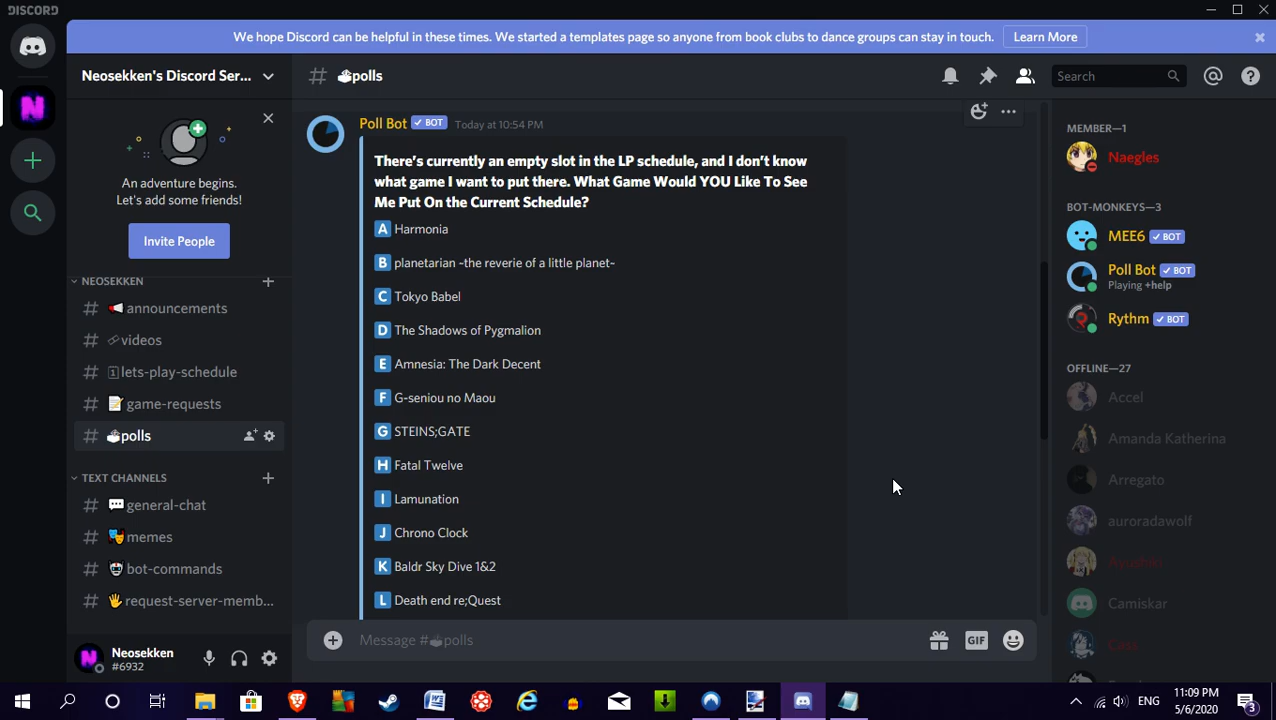 DISCORD
We hope Discord can be helpful in these times. We started a templates page so anyone from book clubs to dance groups can stay in touch.
Learn More
Neosekken's Discord Ser...
# polls
Search
An adventure begins.
Let's add some friends!
Invite People
NEOSEKKEN
# announcements
# videos
# lets-play-schedule
# game-requests
# polls
TEXT CHANNELS
# general-chat
# memes
# bot-commands
# request-server-memb...
Neosekken
#6932
Poll Bot BOT Today at 10:54 PM
There's currently an empty slot in the LP schedule, and I don't know
what game I want to put there. What Game Would YOU Like To See
Me Put On the Current Schedule?
A Harmonia
B planetarian ~the reverie of a little planet~
C Tokyo Babel
D The Shadows of Pygmalion
E Amnesia: The Dark Decent
F G-seniou no Maou
G STEINS;GATE
H Fatal Twelve
I Lamunation
J Chrono Clock
K Baldr Sky Dive 1&2
L Death end re;Quest
Message # polls
GIF
MEMBER—1
Naegles
BOT-MONKEYS—3
MEE6 BOT
Poll Bot BOT
Playing +help
Rythm BOT
OFFLINE—27
Accel
Amanda Katherina
Arregato
auroradawolf
Ayushiki
Camiskar
ENG
11:09 PM
5/6/2020
3